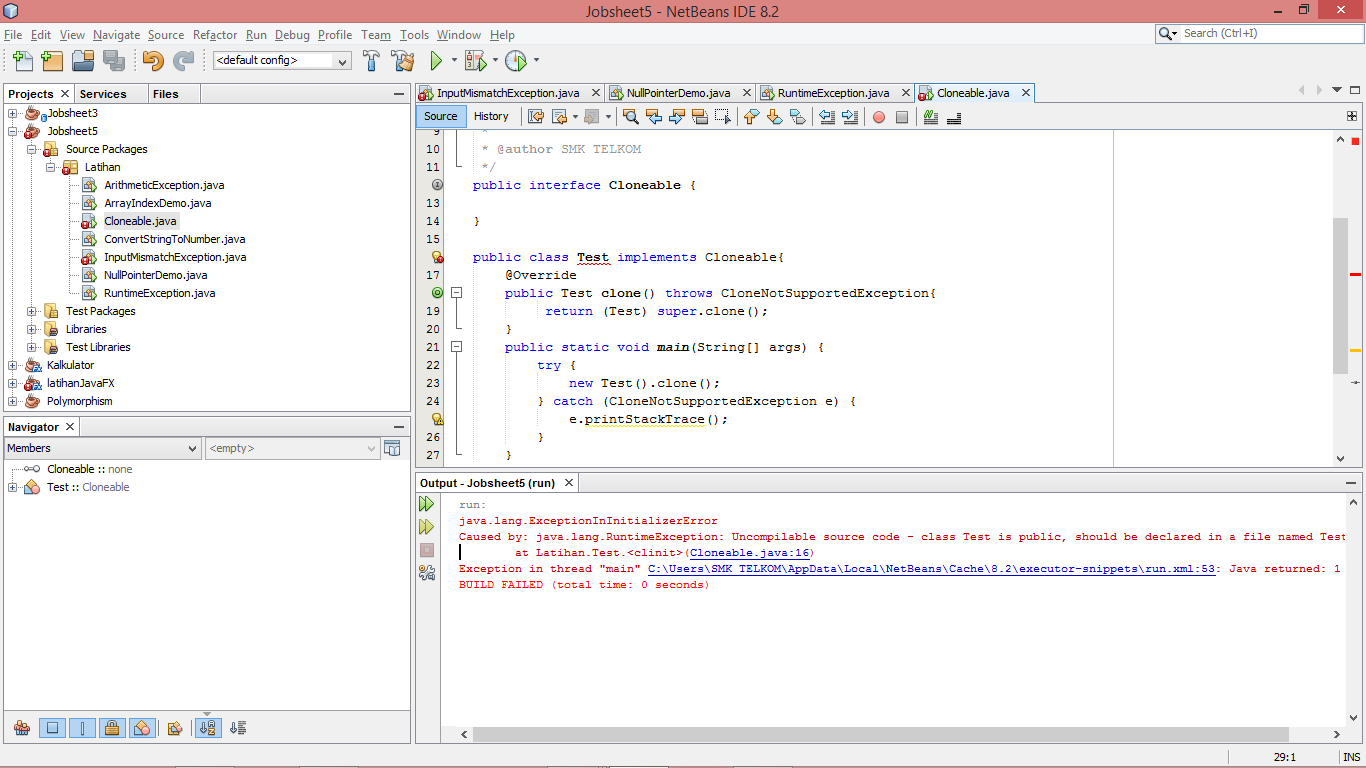 Jobsheet5 - NetBeans IDE 8.2
File Edit View Navigate Source Refactor Run Debug Profile Team Tools Window Help
Search (Ctrl+I)
<default config>
Projects Services Files
Jobsheet3
Jobsheet5
Source Packages
Latihan
ArithmeticException.java
ArrayIndexDemo.java
Cloneable.java
ConvertStringToNumber.java
InputMismatchException.java
NullPointerDemo.java
RuntimeException.java
Test Packages
Libraries
Test Libraries
Kalkulator
latihanJavaFX
Polymorphism
Navigator
Members <empty>
Cloneable :: none
Test :: Cloneable
InputMismatchException.java NullPointerDemo.java RuntimeException.java Cloneable.java
Source History
9 *
10 * @author SMK TELKOM
11 */
public interface Cloneable {
13
14 }
15
public class Test implements Cloneable{
17 @Override
public Test clone() throws CloneNotSupportedException{
19 return (Test) super.clone();
20 }
21 public static void main(String[] args) {
22 try {
23 new Test().clone();
24 } catch (CloneNotSupportedException e) {
e.printStackTrace();
26 }
27 }
Output - Jobsheet5 (run)
run:
java.lang.ExceptionInInitializerError
Caused by: java.lang.RuntimeException: Uncompilable source code - class Test is public, should be declared in a file named Test
at Latihan.Test.<clinit>(Cloneable.java:16)
Exception in thread "main" C:\Users\SMK TELKOM\AppData\Local\NetBeans\Cache\8.2\executor-snippets\run.xml:53: Java returned: 1
BUILD FAILED (total time: 0 seconds)
29:1 INS